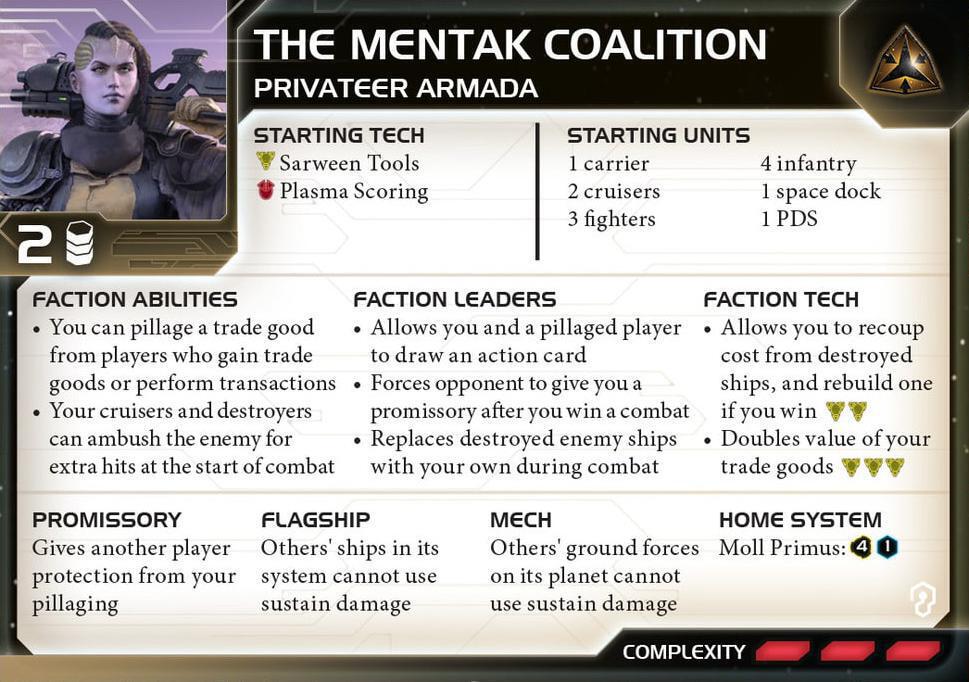 THE MENTAK COALITION
PRIVATEER ARMADA
2
STARTING TECH
Sarween Tools
Plasma Scoring
STARTING UNITS
1 carrier
2 cruisers
3 fighters
4 infantry
1 space dock
1 PDS
FACTION ABILITIES
• You can pillage a trade good
from players who gain trade
goods or perform transactions
• Your cruisers and destroyers
can ambush the enemy for
extra hits at the start of combat
FACTION LEADERS
• Allows you and a pillaged player
to draw an action card
• Forces opponent to give you a
promissory after you win a combat
• Replaces destroyed enemy ships
with your own during combat
FACTION TECH
• Allows you to recoup
cost from destroyed
ships, and rebuild one
if you win
• Doubles value of your
trade goods
PROMISSORY
Gives another player
protection from your
pillaging
FLAGSHIP
Others' ships in its
system cannot use
sustain damage
MECH
Others' ground forces
on its planet cannot
use sustain damage
HOME SYSTEM
Moll Primus: 4 1
COMPLEXITY